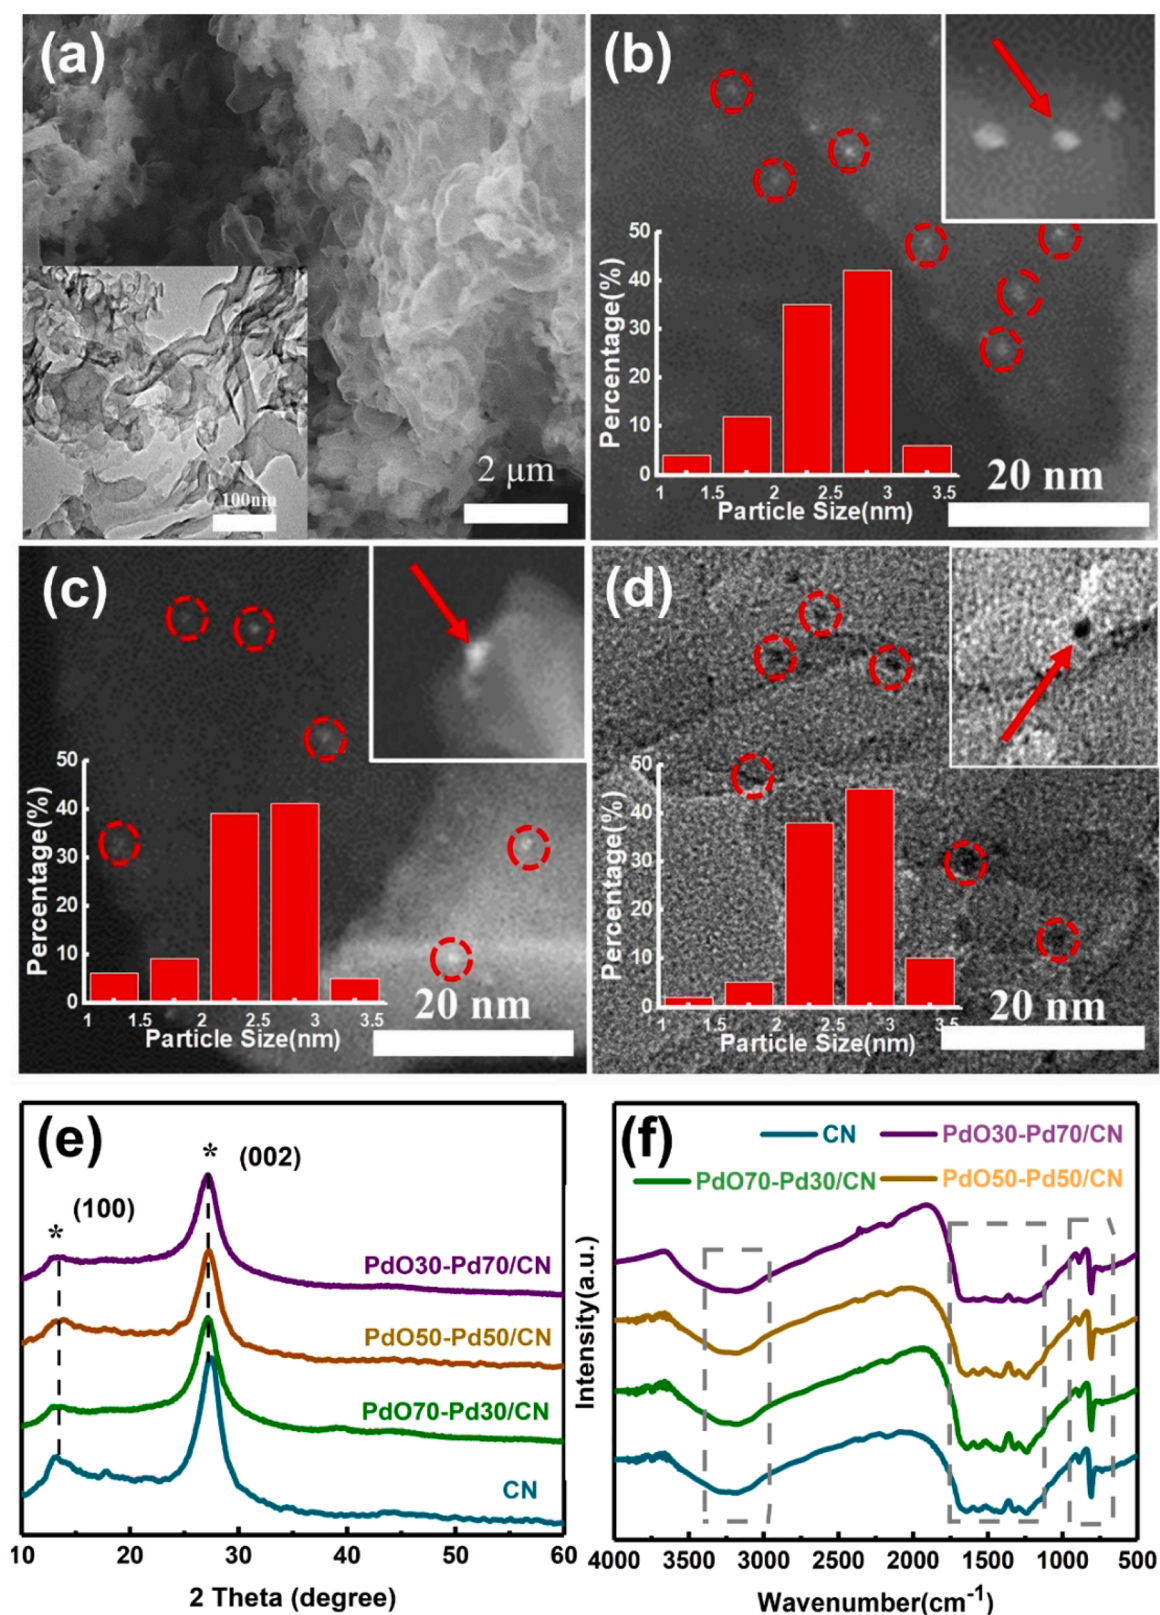 (a)
100nm
2 μm
(b)
Percentage(%)
50
40
30
20
10
0
1 1.5 2 2.5 3 3.5
Particle Size(nm)
20 nm
(c)
Percentage(%)
50
40
30
20
10
0
1 1.5 2 2.5 3 3.5
Particle Size(nm)
20 nm
(d)
Percentage(%)
50
40
30
20
10
0
1 1.5 2 2.5 3 3.5
Particle Size(nm)
20 nm
(e)
* (002)
(100)
*
PdO30-Pd70/CN
PdO50-Pd50/CN
PdO70-Pd30/CN
CN
10 20 30 40 50 60
2 Theta (degree)
(f)
CN PdO30-Pd70/CN
PdO70-Pd30/CN PdO50-Pd50/CN
Intensity(a.u.)
4000 3500 3000 2500 2000 1500 1000 500
Wavenumber(cm⁻¹)